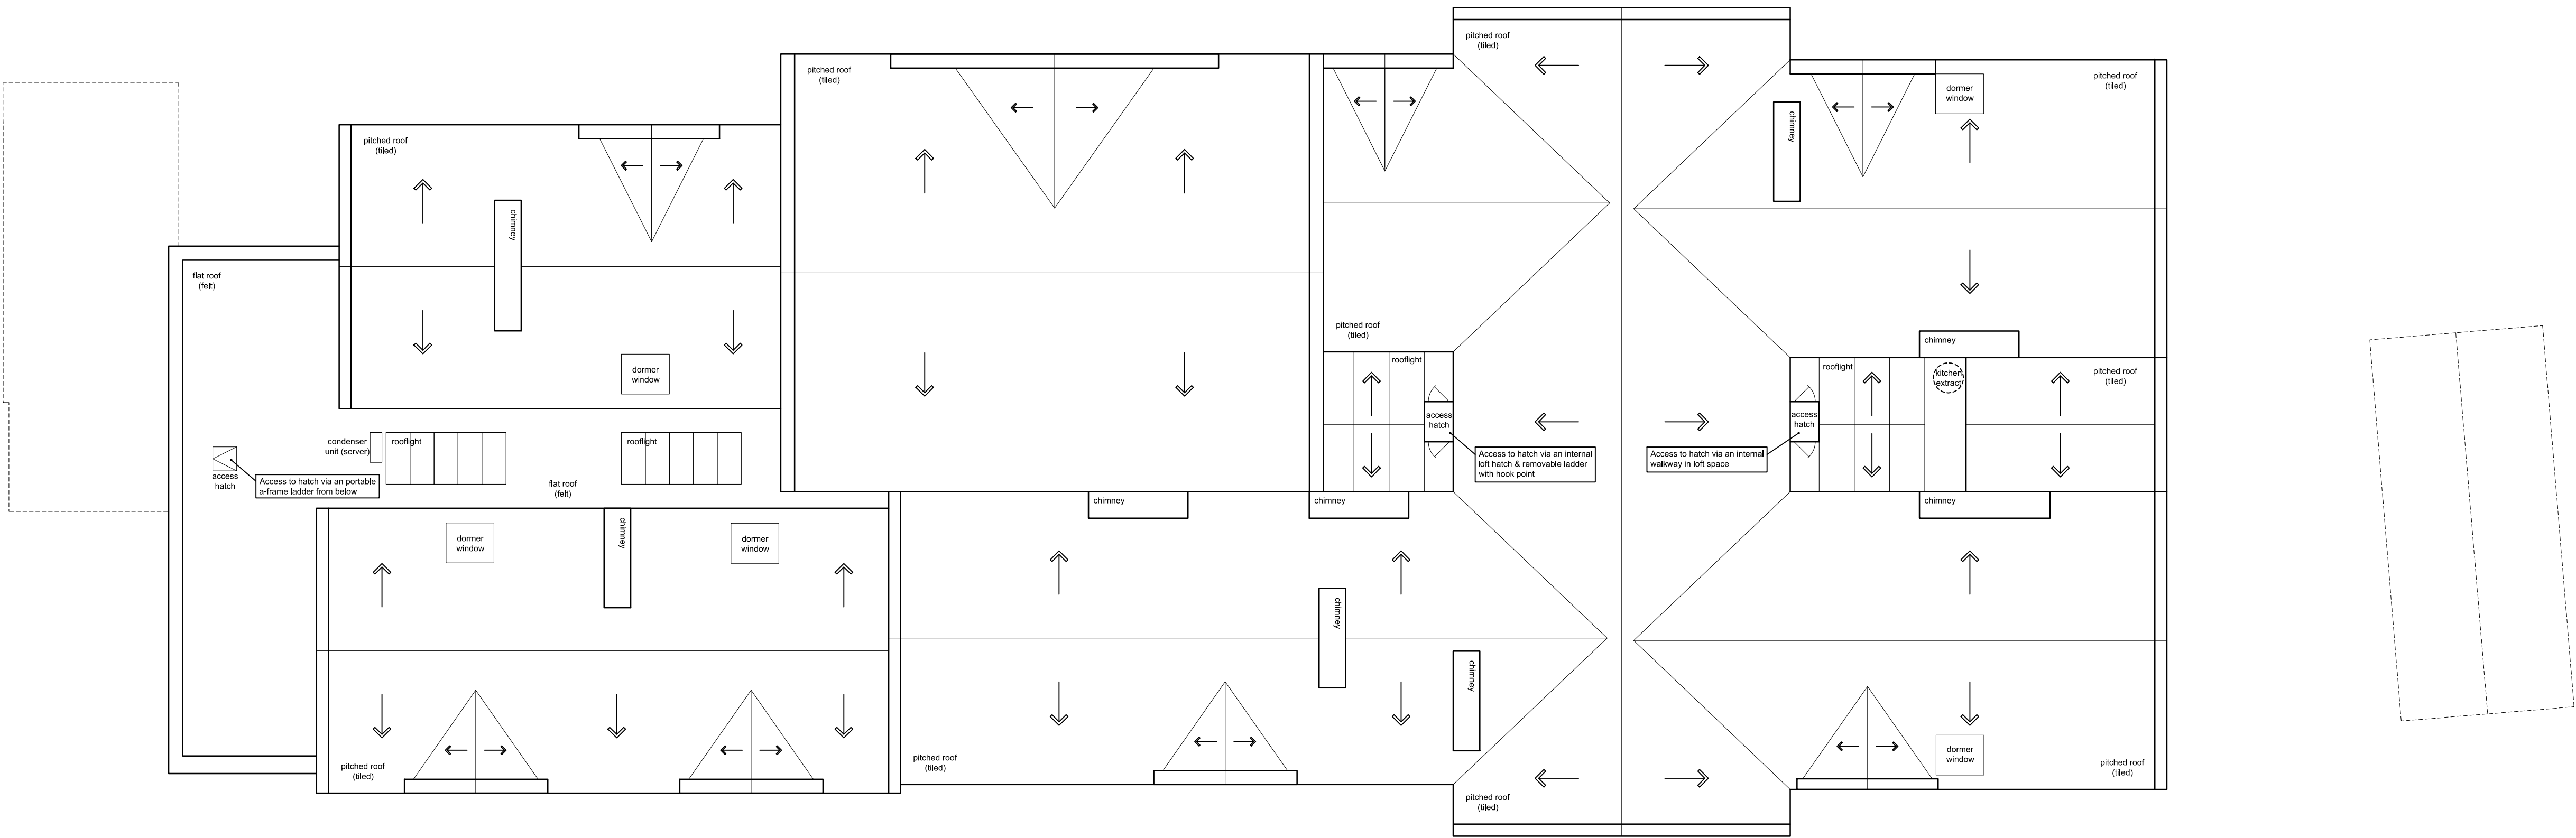 pitched roof
(tiled)
pitched roof
(tiled)
pitched roof
(tiled)
dormer
window
pitched roof
(tiled)
chimney
chimney
flat roof
(felt)
pitched roof
(tiled)
dormer
window
rooflight
access
hatch
Access to hatch via an internal
loft hatch & removable ladder
with hook point
chimney
rooflight
kitchen
extract
pitched roof
(tiled)
access
hatch
Access to hatch via an internal
walkway in loft space
condenser
unit (server)
rooflight
rooflight
access
hatch
Access to hatch via an portable
a-frame ladder from below
flat roof
(felt)
chimney
chimney
chimney
dormer
window
chimney
dormer
window
chimney
chimney
pitched roof
(tiled)
pitched roof
(tiled)
pitched roof
(tiled)
dormer
window
pitched roof
(tiled)